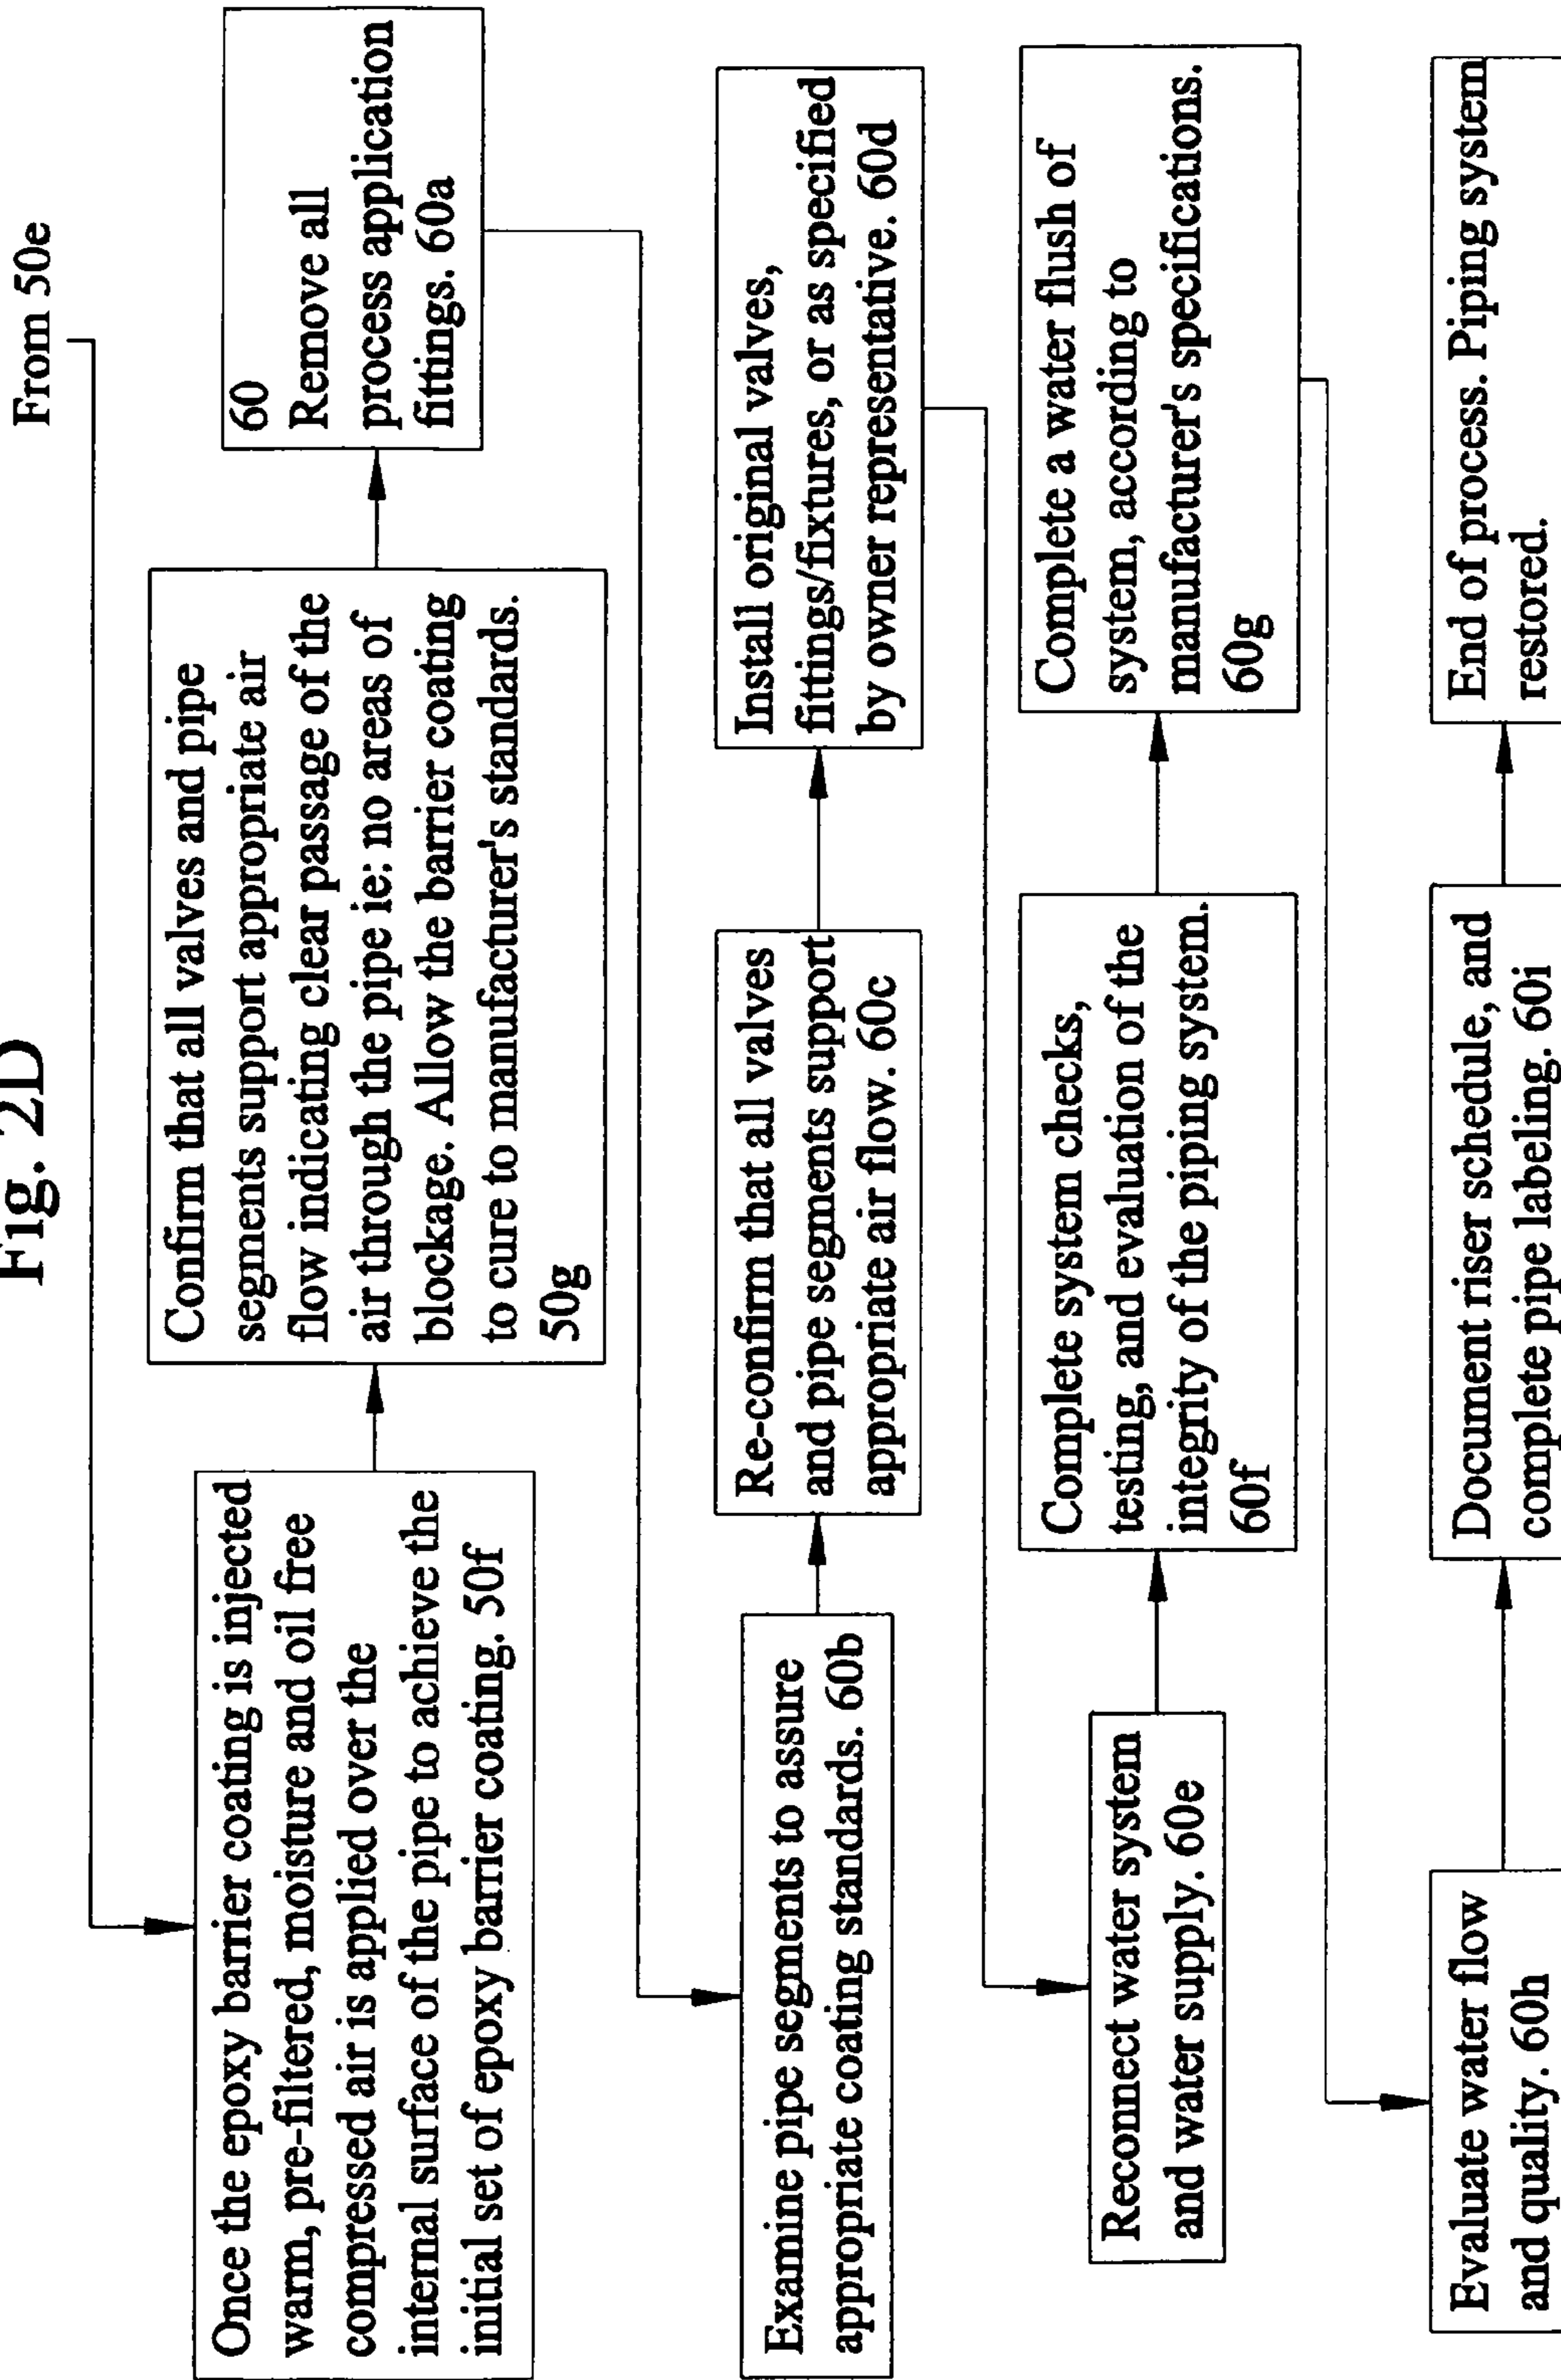 Fig. 2D
From 50e
Once the epoxy barrier coating is injected
warm, pre-filtered, moisture and oil free
compressed air is applied over the
internal surface of the pipe to achieve the
initial set of epoxy barrier coating. 50f
Confirm that all valves and pipe
segments support appropriate air
flow indicating clear passage of the
air through the pipe ie: no areas of
blockage. Allow the barrier coating
to cure to manufacturer's standards.
50g
60
Remove all
process application
fittings. 60a
Examine pipe segments to assure
appropriate coating standards. 60b
Re-confirm that all valves
and pipe segments support
appropriate air flow. 60c
Install original valves,
fittings/fixtures, or as specified
by owner representative. 60d
Reconnect water system
and water supply. 60e
Complete system checks,
testing, and evaluation of the
integrity of the piping system.
60f
Complete a water flush of
system, according to
manufacturer's specifications.
60g
Evaluate water flow
and quality. 60h
Document riser schedule, and
complete pipe labeling. 60i
End of process. Piping system
restored.